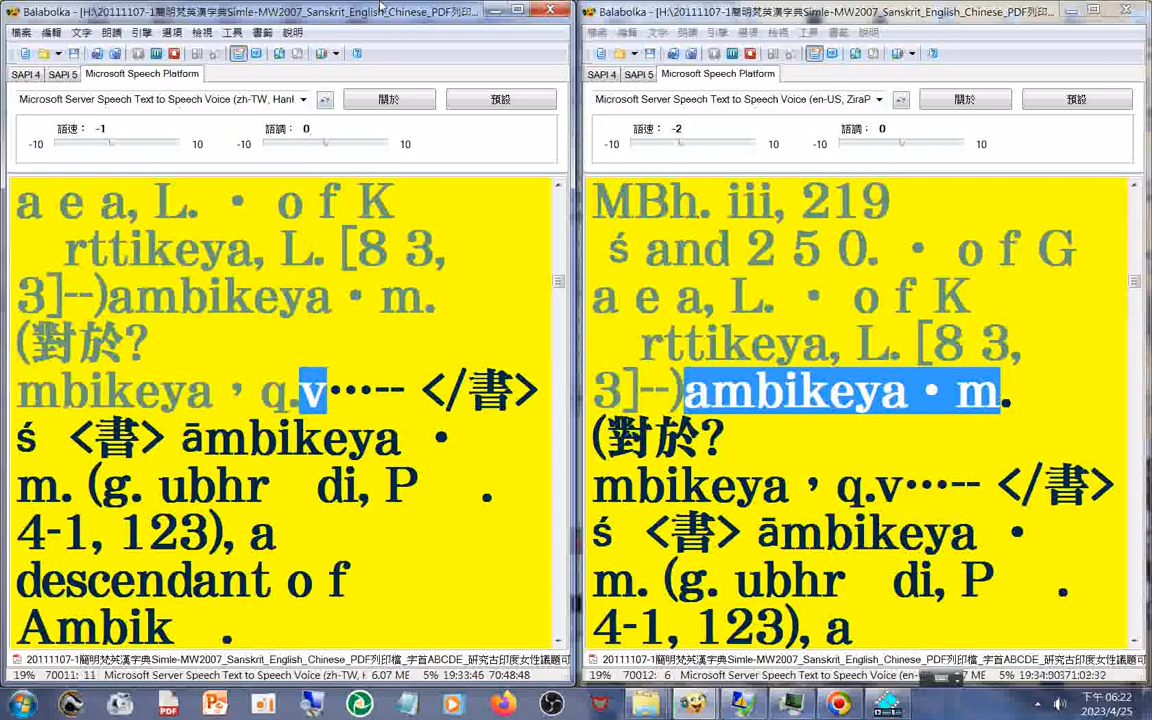 Balabolka - [H:\20111107-1簡明梵英漢字典Simle-MW2007_Sanskrit_English_Chinese_PDF列印...
檔案 編輯 文字 朗讀 引擎 選項 檢視 工具 書籤 說明
SAPI 4 SAPI 5 Microsoft Speech Platform
Microsoft Server Speech Text to Speech Voice (zh-TW, HanI
關於 預設
語速： -1 語調： 0
-10 10 -10 10
a e a, L. • o f K
rttikeya, L. [8 3,
3]--)ambikeya•m.
(對於?
mbikeya，q.v…-- </書>
ś <書> āmbikeya •
m. (g. ubhr di, P .
4-1, 123), a
descendant o f
Ambik .
20111107-1簡明梵英漢字典Simle-MW2007_Sanskrit_English_Chinese_PDF列印檔_字首ABCDE_研究古印度女性議題可
19% 70011: 11 Microsoft Server Speech Text to Speech Voice (zh-TW, H 6.07 MB 5% 19:33:45 70:48:48
Balabolka - [H:\20111107-1簡明梵英漢字典Simle-MW2007_Sanskrit_English_Chinese_PDF列印...
檔案 編輯 文字 朗讀 引擎 選項 檢視 工具 書籤 說明
SAPI 4 SAPI 5 Microsoft Speech Platform
Microsoft Server Speech Text to Speech Voice (en-US, ZiraP
關於 預設
語速： -2 語調： 0
-10 10 -10 10
MBh. iii, 219
ś and 2 5 0. • o f G
a e a, L. • o f K
rttikeya, L. [8 3,
3]--)ambikeya•m.
(對於?
mbikeya，q.v…-- </書>
ś <書> āmbikeya •
m. (g. ubhr di, P .
4-1, 123), a
20111107-1簡明梵英漢字典Simle-MW2007_Sanskrit_English_Chinese_PDF列印檔_字首ABCDE_研究古印度女性議題可
19% 70012: 6 Microsoft Server Speech Text to Speech Voice (en-US, ZiraP 5%
下午 06:22
2023/4/25